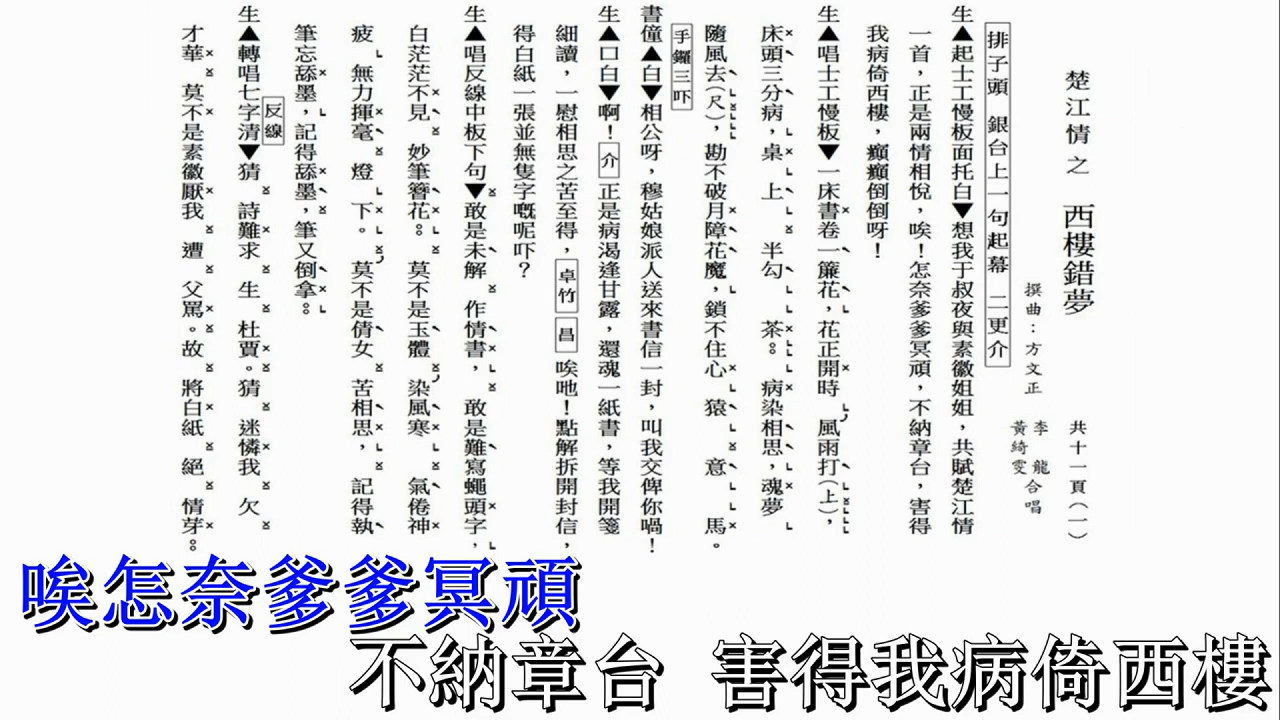 楚江情之 西樓錯夢 共十一頁(一)
撰曲：方文正 李龍 黃綺雯 合唱
排子頭 銀台上一句起幕 二更介
生▲起士工慢板面托白▼想我于叔夜與素徽姐姐，共賦楚江情
一首，正是兩情相悅，唉！怎奈爹爹冥頑，不納章台，害得
我病倚西樓，癲癲倒倒呀！
生▲唱士工慢板▼一床書卷一簾花，花正開時 風雨打(上)，
床頭三分病，桌 上 半勾 茶。病染相思，魂夢
隨風去(尺)，勘不破月障花魔，鎖不住心 猿 意 馬。
手鑼三吓
書僮▲白▼相公呀，穆姑娘派人送來書信一封，叫我交俾你喎！
生▲口白▼啊！介 正是病渴逢甘露，還魂一紙書，等我開箋
細讀，一慰相思之苦至得，卓竹 昌 唉吔！點解拆開封信，
得白紙一張並無隻字嘅呢吓？
生▲唱反線中板下句▼敢是未解 作情書， 敢是難寫蠅頭字，
白茫茫不見 妙筆簪花。莫不是玉體 染風寒 氣倦神
疲 無力揮毫 燈 下。莫不是倩女 苦相思， 記得執
筆忘舔墨，記得舔墨，筆又倒拿。
反線
生▲轉唱七字清▼猜 詩難求 生 杜賈。猜 迷憐我 欠
才華 莫不是素徽厭我 遭 父罵。故 將白紙 絕 情芽。
唉怎奈爹爹冥頑
不納章台 害得我病倚西樓